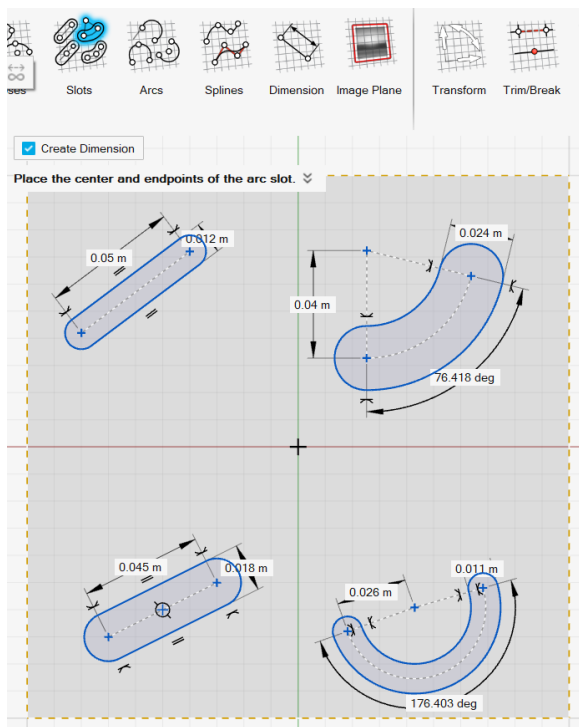 Slots
Arcs
Splines
Dimension
Image Plane
Transform
Trim/Break
Create Dimension
Place the center and endpoints of the arc slot.
0.012 m
0.05 m
0.024 m
0.04 m
76.418 deg
0.045 m
0.018 m
0.011 m
0.026 m
176.403 deg